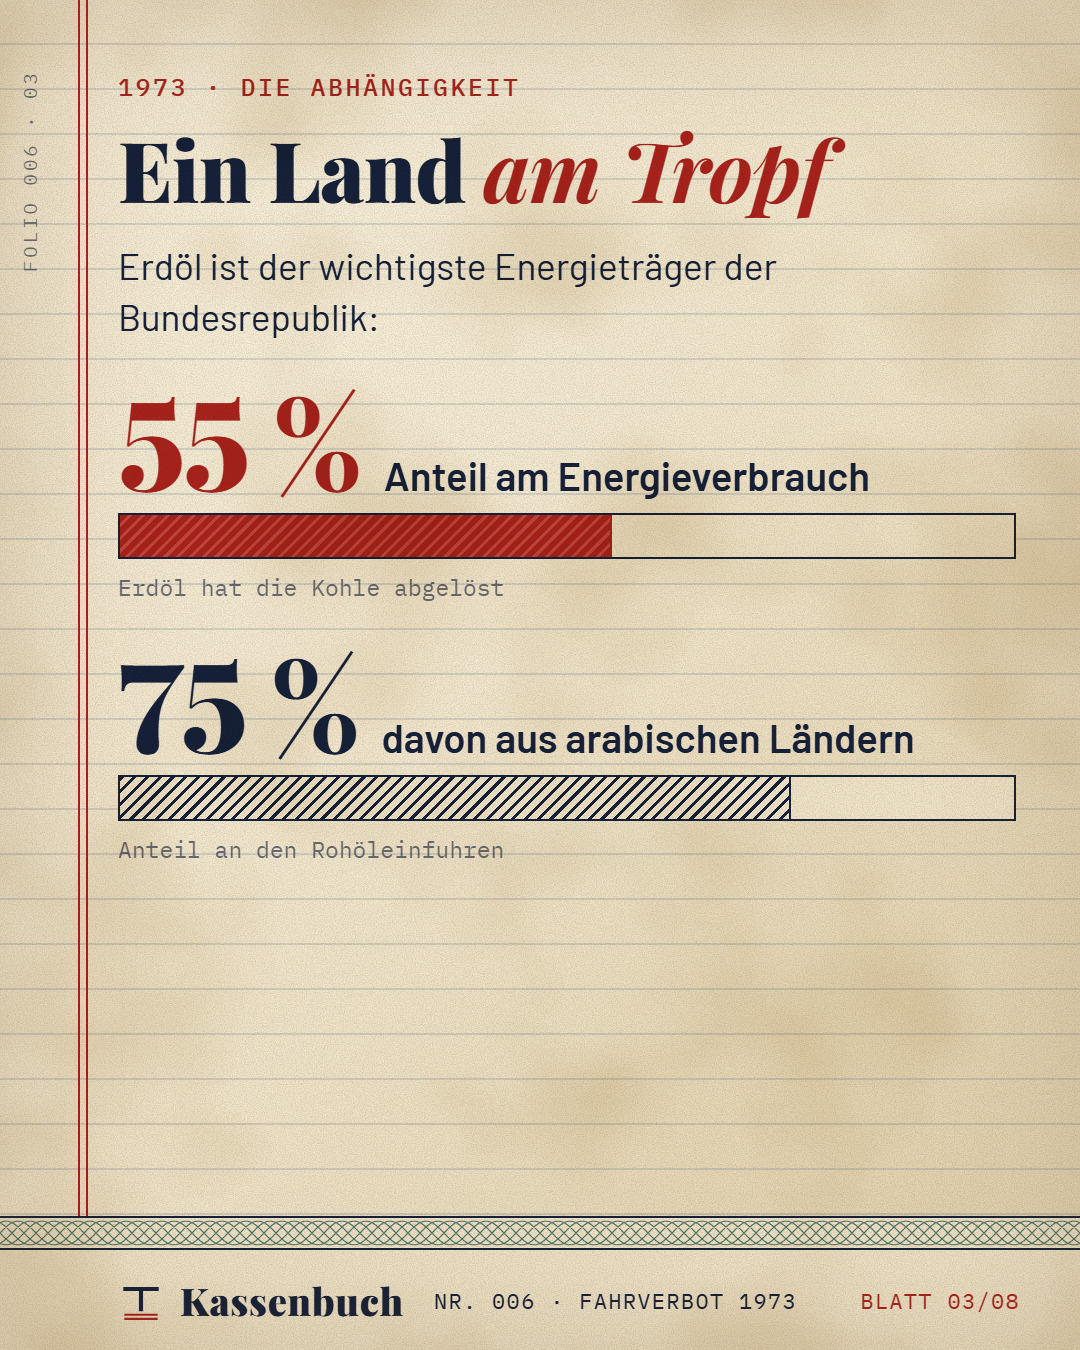 FOLIO 006 · 03
1973 · DIE ABHÄNGIGKEIT
Ein Land am Tropf
Erdöl ist der wichtigste Energieträger der
Bundesrepublik:
55 % Anteil am Energieverbrauch
Erdöl hat die Kohle abgelöst
75 % davon aus arabischen Ländern
Anteil an den Rohöleinfuhren
Kassenbuch NR. 006 · FAHRVERBOT 1973 BLATT 03/08